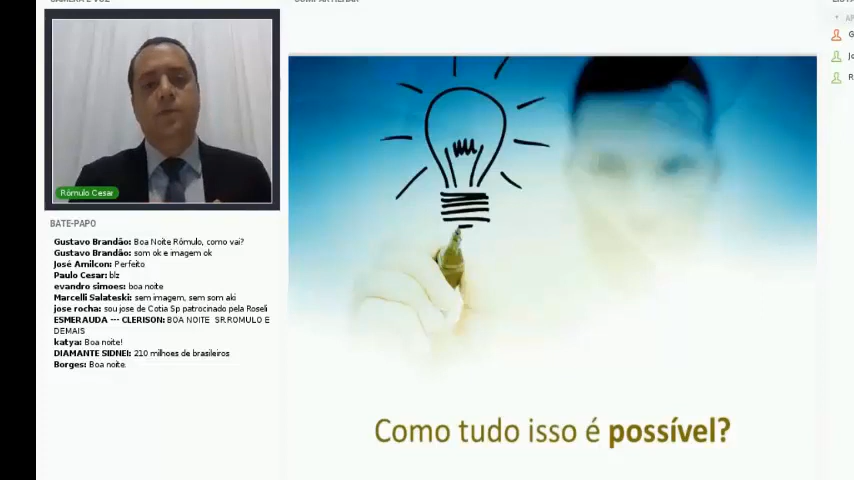 Rômulo Cesar
BATE-PAPO
Gustavo Brandão: Boa Noite Rômulo, como vai?
Gustavo Brandão: som ok e imagem ok
José Amilcon: Perfeito
Paulo Cesar: blz
evandro simoes: boa noite
Marcelli Salateski: sem imagem, sem som aki
jose rocha: sou jose de Cotia Sp patrocinado pela Roseli
ESMERAUDA --- CLERISON: BOA NOITE SR.ROMULO E
DEMAIS
katya: Boa noite!
DIAMANTE SIDNEI: 210 milhoes de brasileiros
Borges: Boa noite.
Como tudo isso é possível?
G
Jo
R